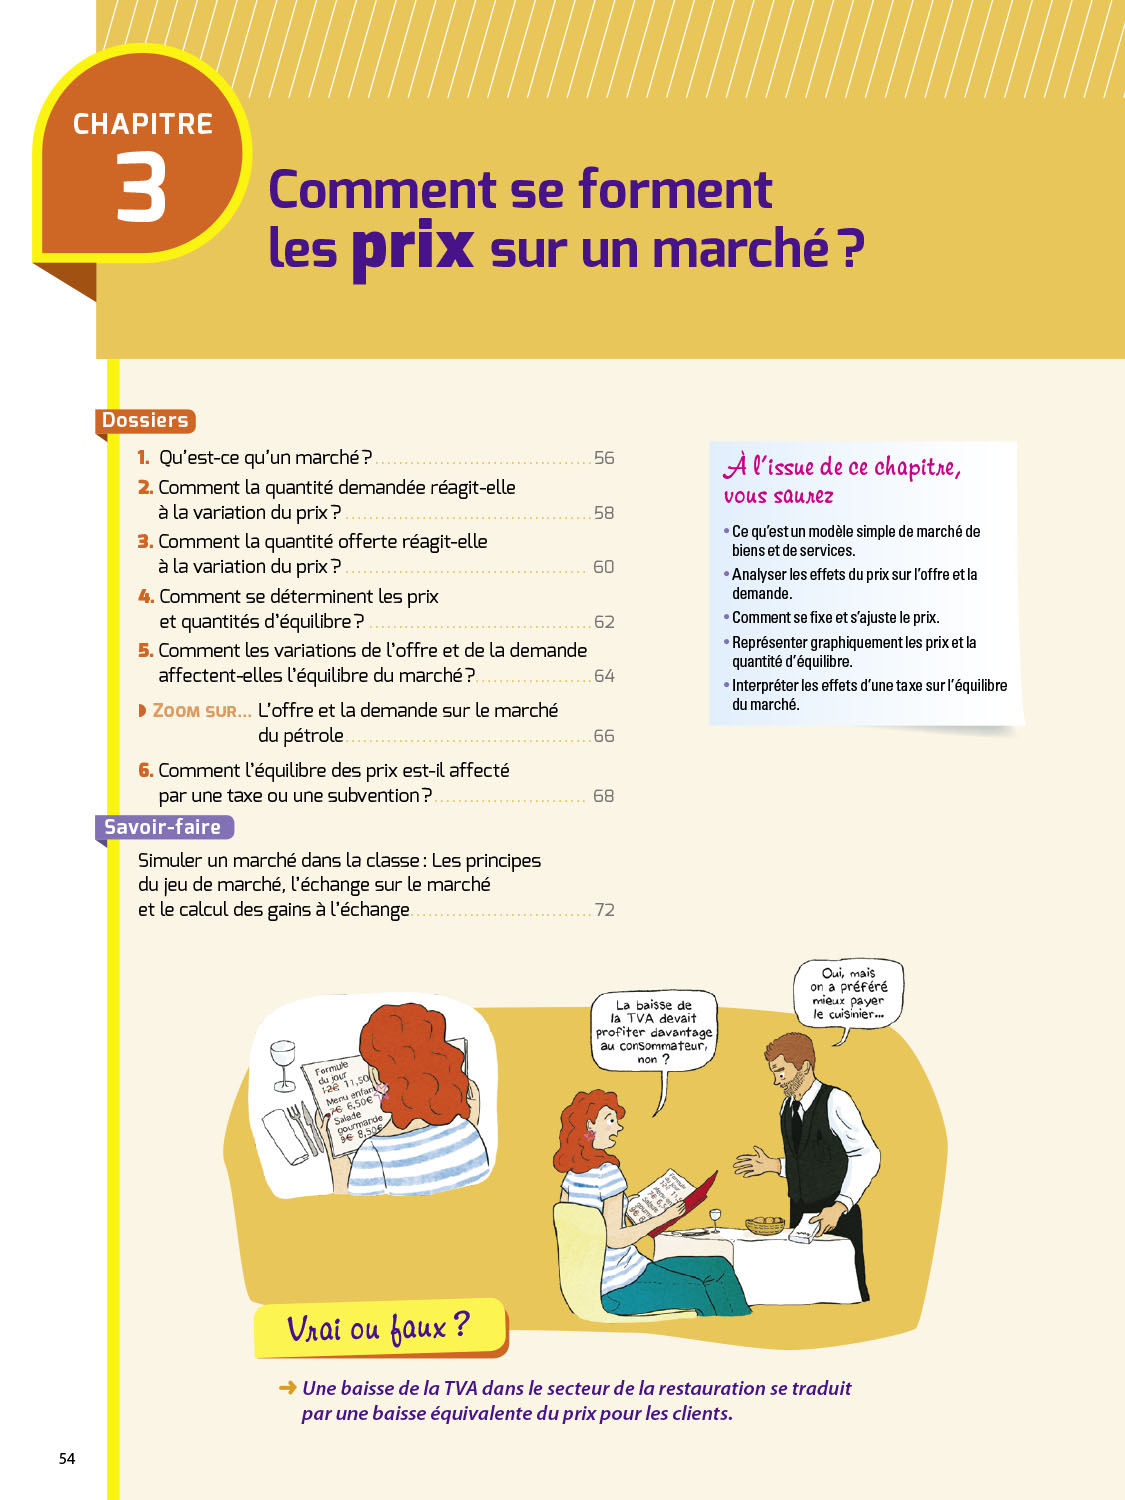 CHAPITRE
3
Comment se forment
les prix sur un marché ?
Dossiers
1. Qu'est-ce qu'un marché ? 56
2. Comment la quantité demandée réagit-elle
à la variation du prix ? 58
3. Comment la quantité offerte réagit-elle
à la variation du prix ? 60
4. Comment se déterminent les prix
et quantités d'équilibre ? 62
5. Comment les variations de l'offre et de la demande
affectent-elles l'équilibre du marché ? 64
ZOOM SUR... L'offre et la demande sur le marché
du pétrole 66
6. Comment l'équilibre des prix est-il affecté
par une taxe ou une subvention ? 68
Savoir-faire
Simuler un marché dans la classe : Les principes
du jeu de marché, l'échange sur le marché
et le calcul des gains à l'échange 72
À l'issue de ce chapitre,
vous saurez
• Ce qu'est un modèle simple de marché de
biens et de services.
• Analyser les effets du prix sur l'offre et la
demande.
• Comment se fixe et s'ajuste le prix.
• Représenter graphiquement les prix et la
quantité d'équilibre.
• Interpréter les effets d'une taxe sur l'équilibre
du marché.
Formule
du jour
12€ 11,50
Menu enfant
7€ 6,50€
Salade
gourmande
9€ 8,50€
La baisse de
la TVA devait
profiter davantage
au consommateur,
non ?
Oui, mais
on a préféré
mieux payer
le cuisinier...
Formule
du jour
Salade
Vrai ou faux ?
➜ Une baisse de la TVA dans le secteur de la restauration se traduit
par une baisse équivalente du prix pour les clients.
54